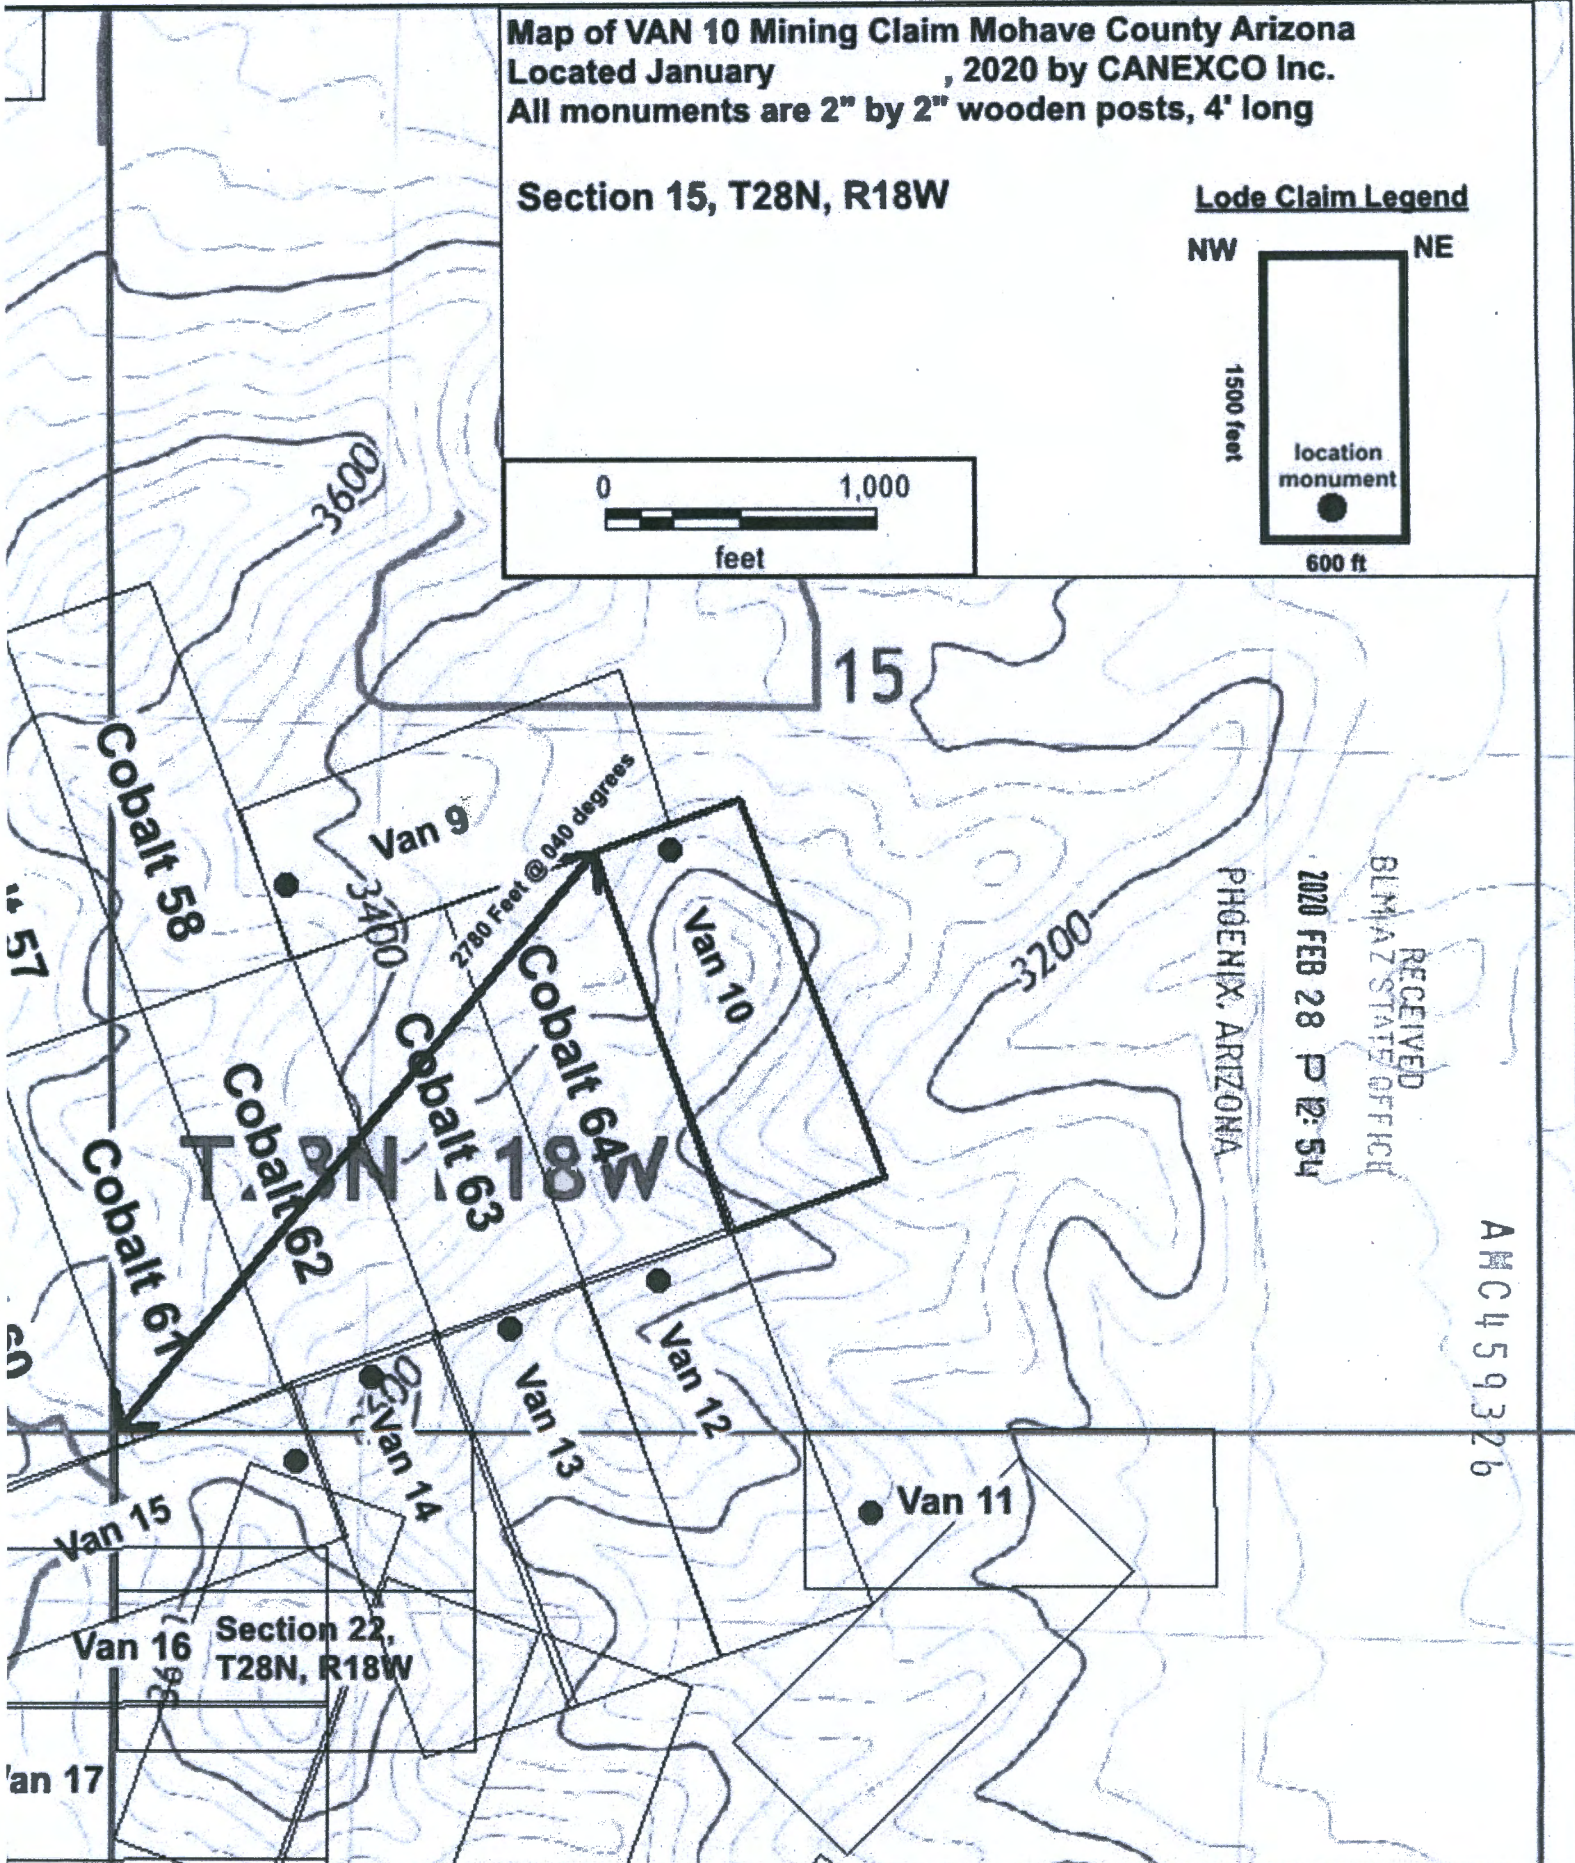 Map of VAN 10 Mining Claim Mohave County Arizona
Located January , 2020 by CANEXCO Inc.
All monuments are 2" by 2" wooden posts, 4' long
Section 15, T28N, R18W
Lode Claim Legend
NW NE
1500 feet
location
monument
600 ft
0 1,000
feet
3600
15
Cobalt 58
Van 9
2780 Feet @ 040 degrees
3400
57
Van 10
Cobalt 64
Cobalt 63
Cobalt 62
Cobalt 61
60
18W
3200
RECEIVED
BLM AZ STATE OFFICE
2020 FEB 28 P 12:54
PHOENIX, ARIZONA
AMC459326
Van 12
Van 13
Van 14
Van 11
Van 15
Van 16
Section 22,
T28N, R18W
an 17